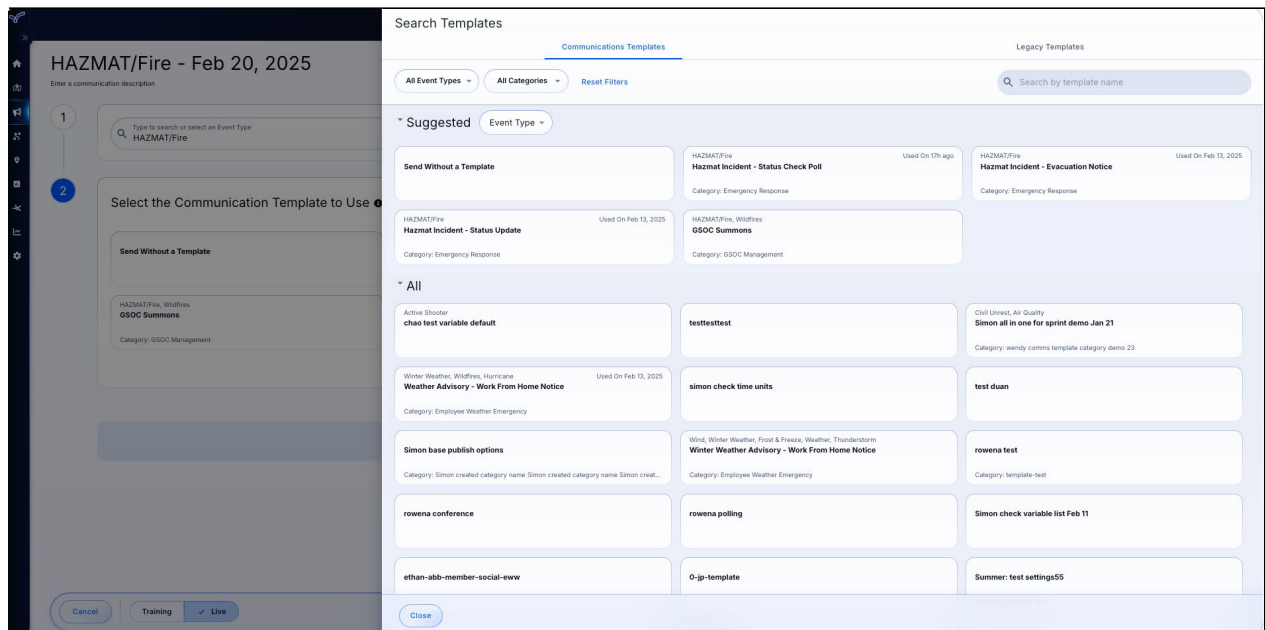 HAZMAT/Fire - Feb 20, 2025
Enter a communication description
1
Type to search or select an Event Type
HAZMAT/Fire
2
Select the Communication Template to Use
Send Without a Template
HAZMAT/Fire, Wildfires
GSOC Summons
Category: GSOC Management
Cancel
Training
Live
Search Templates
Communications Templates
Legacy Templates
All Event Types
All Categories
Reset Filters
Search by template name
Suggested
Event Type
Send Without a Template
HAZMAT/Fire
Used On 17h ago
Hazmat Incident - Status Check Poll
Category: Emergency Response
HAZMAT/Fire
Used On Feb 13, 2025
Hazmat Incident - Evacuation Notice
Category: Emergency Response
HAZMAT/Fire
Used On Feb 13, 2025
Hazmat Incident - Status Update
Category: Emergency Response
HAZMAT/Fire, Wildfires
GSOC Summons
Category: GSOC Management
All
Active Shooter
chao test variable default
testtesttest
Civil Unrest, Air Quality
Simon all in one for sprint demo Jan 21
Category: wendy comms template category demo 23
Winter Weather, Wildfires, Hurricane
Used On Feb 13, 2025
Weather Advisory - Work From Home Notice
Category: Employee Weather Emergency
simon check time units
test duan
Simon base publish options
Category: Simon created category name Simon created category name Simon creat...
Wind, Winter Weather, Frost & Freeze, Weather, Thunderstorm
Winter Weather Advisory - Work From Home Notice
Category: Employee Weather Emergency
rowena test
Category: template-test
rowena conference
rowena polling
Simon check variable list Feb 11
ethan-abb-member-social-eww
0-jp-template
Summer: test settings55
Close